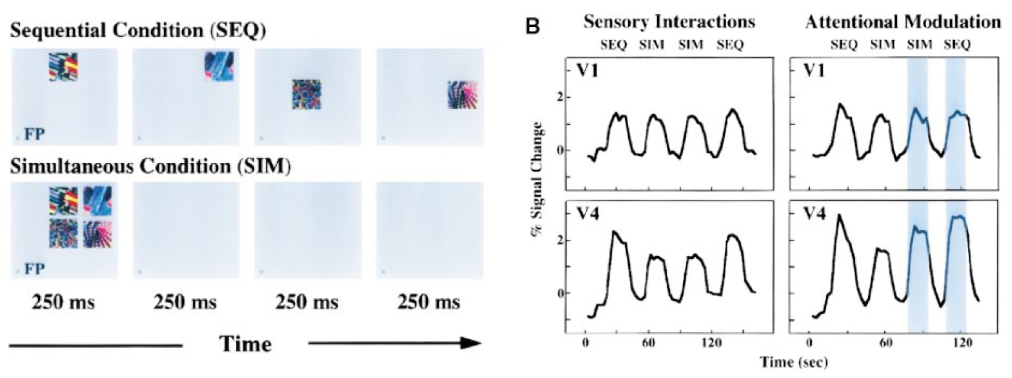 Sequential Condition (SEQ)
FP
Simultaneous Condition (SIM)
FP
250 ms 250 ms 250 ms 250 ms
Time
B
Sensory Interactions
SEQ SIM SIM SEQ
V1
2
0
V4
2
0
0 60 120
Attentional Modulation
SEQ SIM SIM SEQ
V1
V4
0 60 120
% Signal Change
Time (sec)